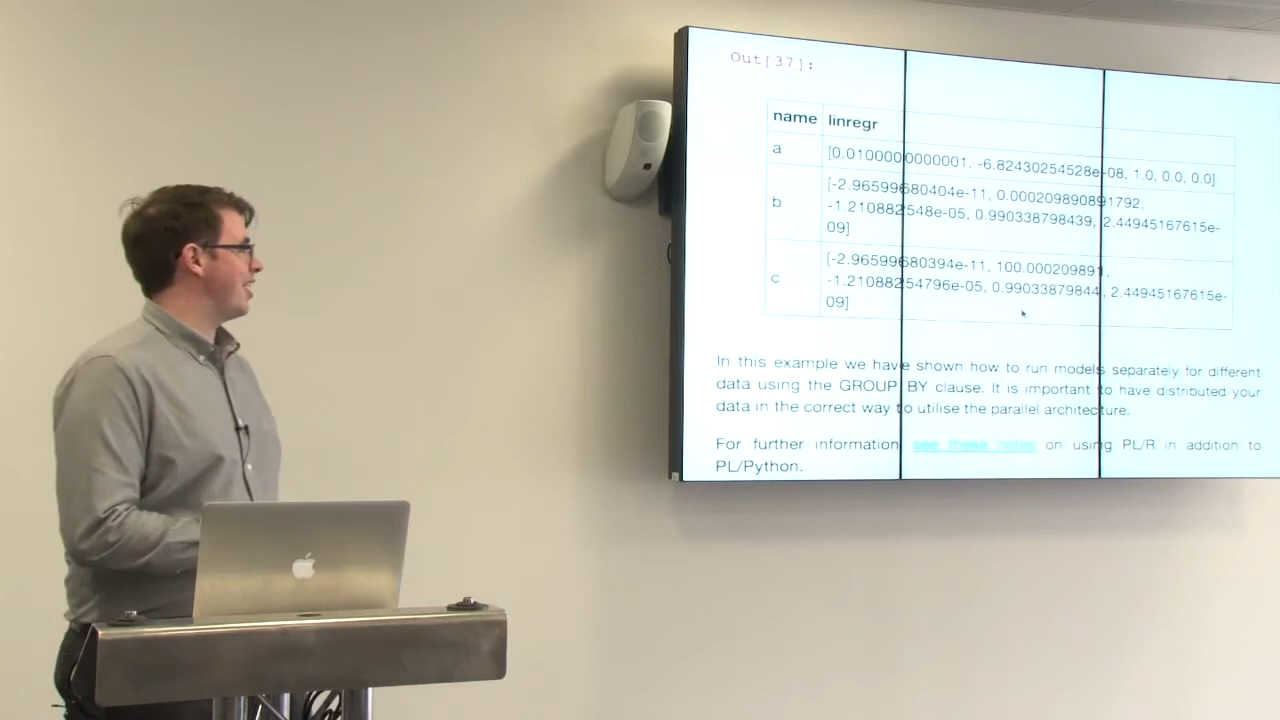 Out[37]:
name linregr
a [0.0100000000001, -6.82430254528e-08, 1.0, 0.0, 0.0]
b [-2.96599680404e-11, 0.000209890891792,
-1.210882548e-05, 0.990338798439, 2.44945167615e-
09]
c [-2.96599680394e-11, 100.000209891,
-1.21088254796e-05, 0.99033879844, 2.44945167615e-
09]
In this example we have shown how to run models separately for different
data using the GROUP BY clause. It is important to have distributed your
data in the correct way to utilise the parallel architecture.
For further information see these notes on using PL/R in addition to
PL/Python.